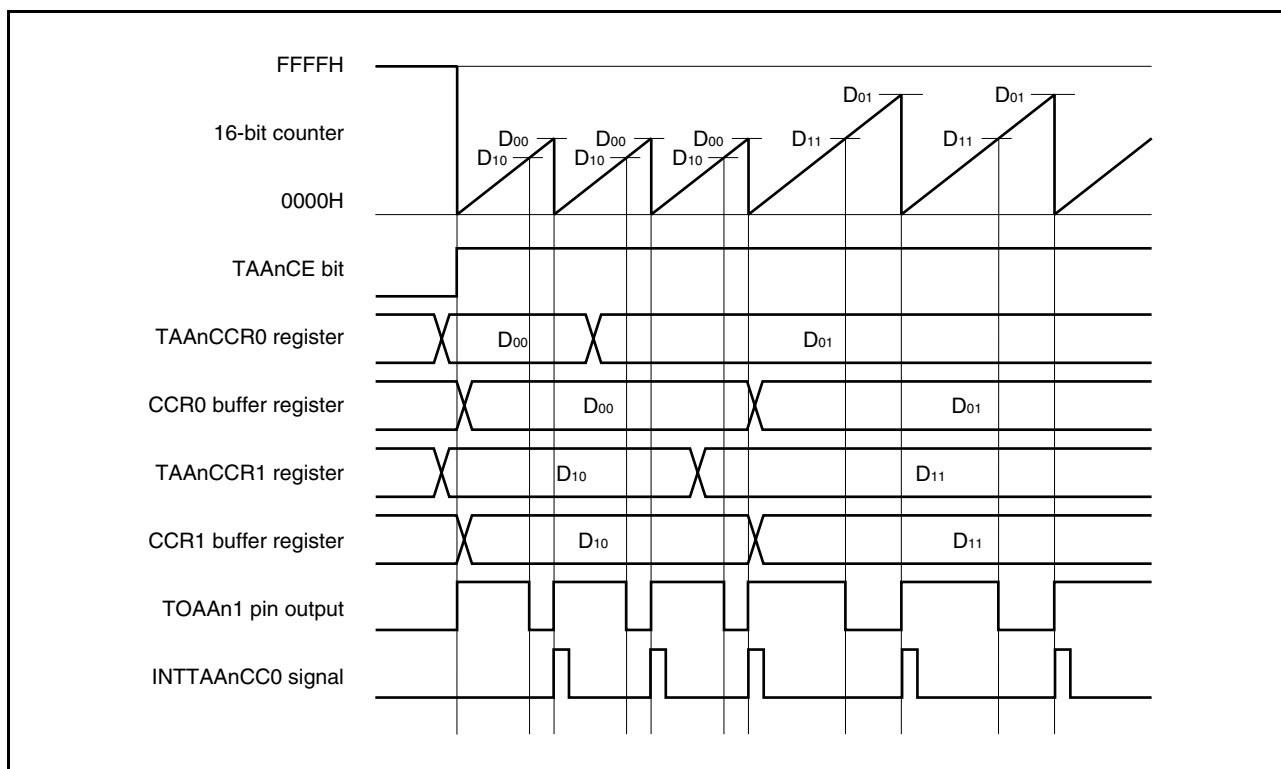 FFFFH
D01 D01
16-bit counter D00 D00 D00 D11 D11
D10 D10 D10
0000H
TAAnCE bit
TAAnCCR0 register D00 D01
CCR0 buffer register D00 D01
TAAnCCR1 register D10 D11
CCR1 buffer register D10 D11
TOAAn1 pin output
INTTAAnCC0 signal